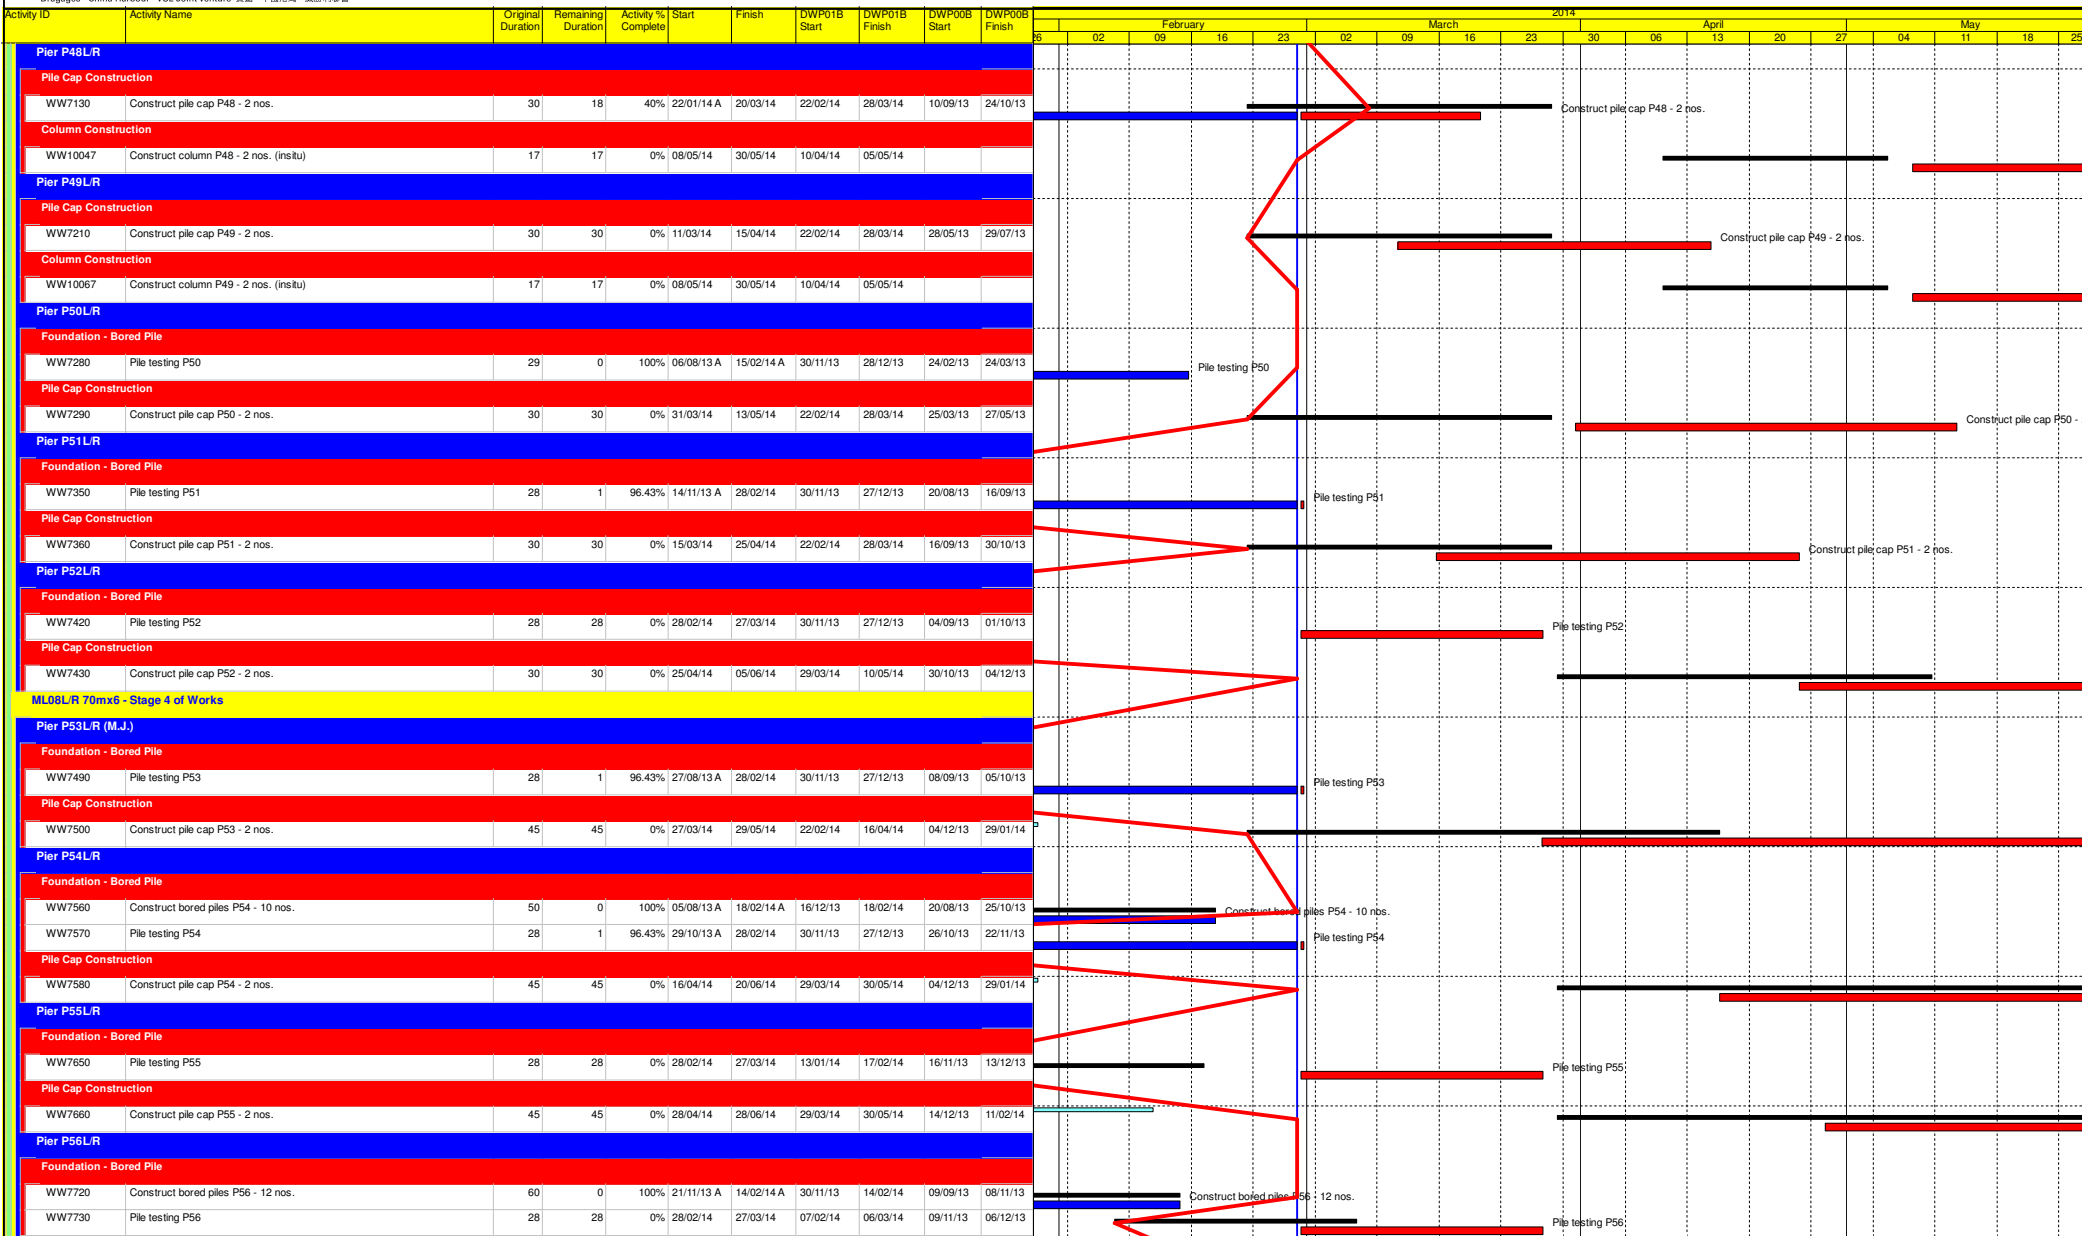 Activity ID Activity Name Original Duration Remaining Duration Activity % Complete Start Finish DWP01B Start DWP01B Finish DWP00B Start DWP00B Finish
2014
February March April May
26 02 09 16 23 02 09 16 23 30 06 13 20 27 04 11 18 25
Pier P48L/R
Pile Cap Construction
WW7130 Construct pile cap P48 - 2 nos. 30 18 40% 22/01/14 A 20/03/14 22/02/14 28/03/14 10/09/13 24/10/13 Construct pile cap P48 - 2 nos.
Column Construction
WW10047 Construct column P48 - 2 nos. (insitu) 17 17 0% 08/05/14 30/05/14 10/04/14 05/05/14
Pier P49L/R
Pile Cap Construction
WW7210 Construct pile cap P49 - 2 nos. 30 30 0% 11/03/14 15/04/14 22/02/14 28/03/14 28/05/13 29/07/13 Construct pile cap P49 - 2 nos.
Column Construction
WW10067 Construct column P49 - 2 nos. (insitu) 17 17 0% 08/05/14 30/05/14 10/04/14 05/05/14
Pier P50L/R
Foundation - Bored Pile
WW7280 Pile testing P50 29 0 100% 06/08/13 A 15/02/14 A 30/11/13 28/12/13 24/02/13 24/03/13 Pile testing P50
Pile Cap Construction
WW7290 Construct pile cap P50 - 2 nos. 30 30 0% 31/03/14 13/05/14 22/02/14 28/03/14 25/03/13 27/05/13 Construct pile cap P50 -
Pier P51L/R
Foundation - Bored Pile
WW7350 Pile testing P51 28 1 96.43% 14/11/13 A 28/02/14 30/11/13 27/12/13 20/08/13 16/09/13 Pile testing P51
Pile Cap Construction
WW7360 Construct pile cap P51 - 2 nos. 30 30 0% 15/03/14 25/04/14 22/02/14 28/03/14 16/09/13 30/10/13 Construct pile cap P51 - 2 nos.
Pier P52L/R
Foundation - Bored Pile
WW7420 Pile testing P52 28 28 0% 28/02/14 27/03/14 30/11/13 27/12/13 04/09/13 01/10/13 Pile testing P52
Pile Cap Construction
WW7430 Construct pile cap P52 - 2 nos. 30 30 0% 25/04/14 05/06/14 29/03/14 10/05/14 30/10/13 04/12/13
ML08L/R 70mx6 - Stage 4 of Works
Pier P53L/R (M.J.)
Foundation - Bored Pile
WW7490 Pile testing P53 28 1 96.43% 27/08/13 A 28/02/14 30/11/13 27/12/13 08/09/13 05/10/13 Pile testing P53
Pile Cap Construction
WW7500 Construct pile cap P53 - 2 nos. 45 45 0% 27/03/14 29/05/14 22/02/14 16/04/14 04/12/13 29/01/14
Pier P54L/R
Foundation - Bored Pile
WW7560 Construct bored piles P54 - 10 nos. 50 0 100% 05/08/13 A 18/02/14 A 16/12/13 18/02/14 20/08/13 25/10/13 Construct bored piles P54 - 10 nos.
WW7570 Pile testing P54 28 1 96.43% 29/10/13 A 28/02/14 30/11/13 27/12/13 26/10/13 22/11/13 Pile testing P54
Pile Cap Construction
WW7580 Construct pile cap P54 - 2 nos. 45 45 0% 16/04/14 20/06/14 29/03/14 30/05/14 04/12/13 29/01/14
Pier P55L/R
Foundation - Bored Pile
WW7650 Pile testing P55 28 28 0% 28/02/14 27/03/14 13/01/14 17/02/14 16/11/13 13/12/13 Pile testing P55
Pile Cap Construction
WW7660 Construct pile cap P55 - 2 nos. 45 45 0% 28/04/14 28/06/14 29/03/14 30/05/14 14/12/13 11/02/14
Pier P56L/R
Foundation - Bored Pile
WW7720 Construct bored piles P56 - 12 nos. 60 0 100% 21/11/13 A 14/02/14 A 30/11/13 14/02/14 09/09/13 08/11/13 Construct bored piles P56 - 12 nos.
WW7730 Pile testing P56 28 28 0% 28/02/14 27/03/14 07/02/14 06/03/14 09/11/13 06/12/13 Pile testing P56